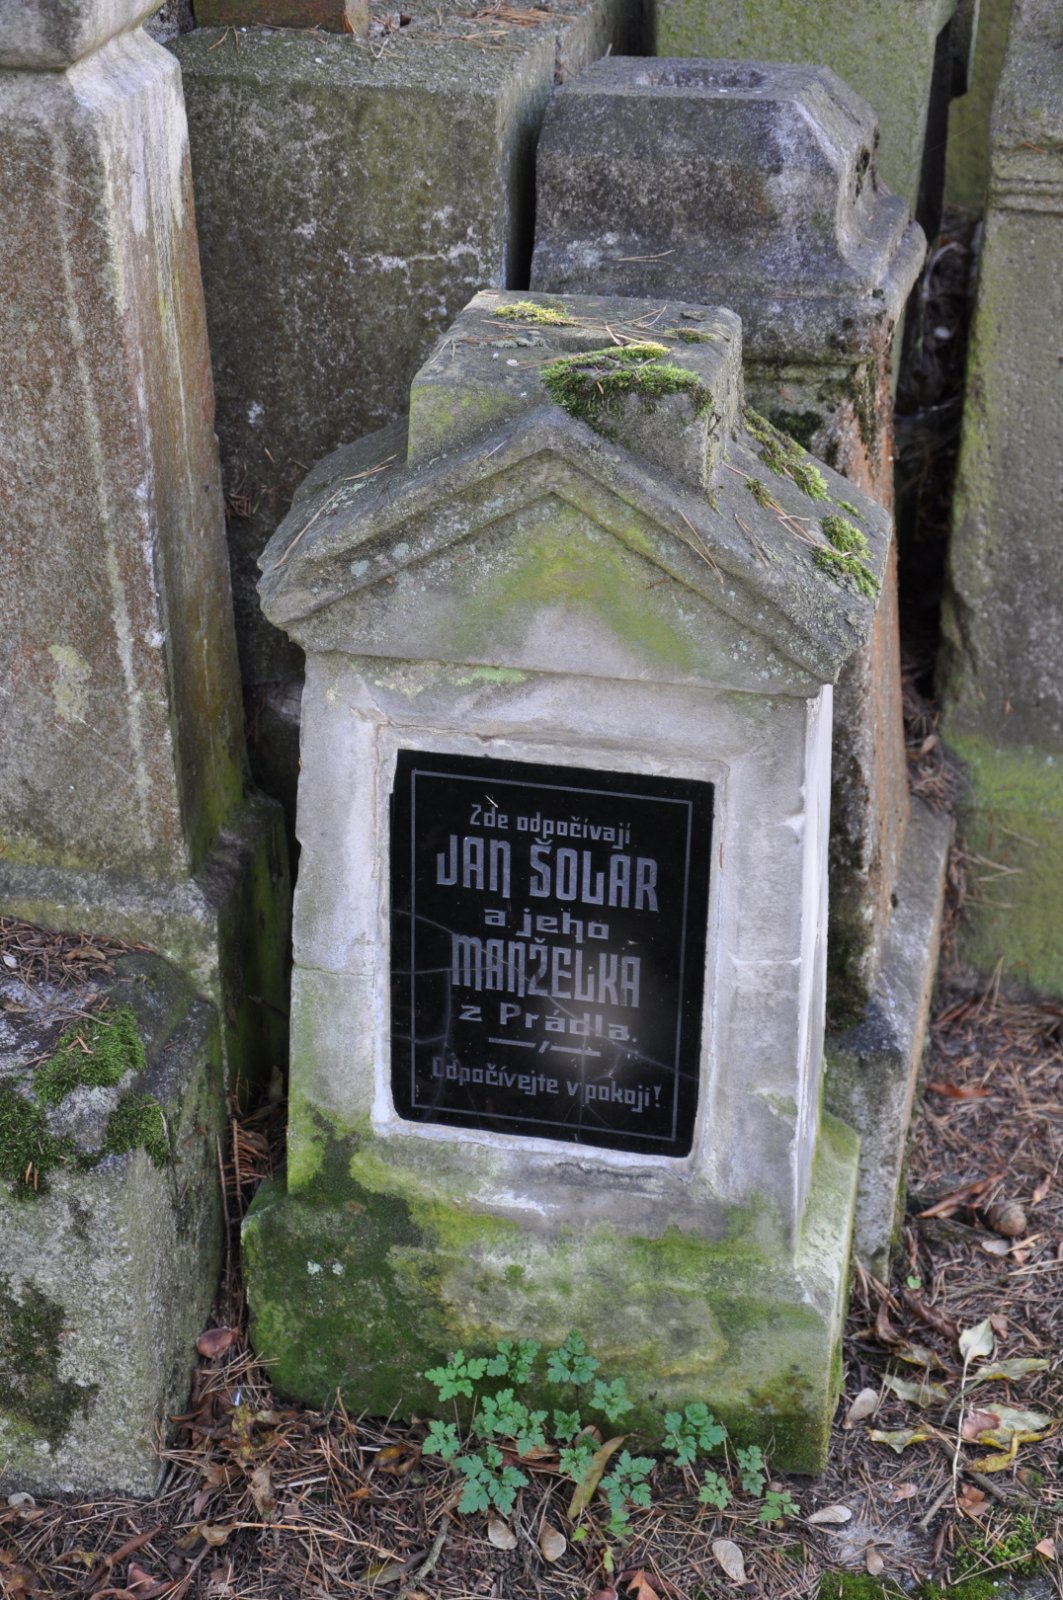 Zde odpočívají
JAN ŠOLAR
a jeho
MANŽELKA
z Prádla.
Odpočívejte v pokoji!